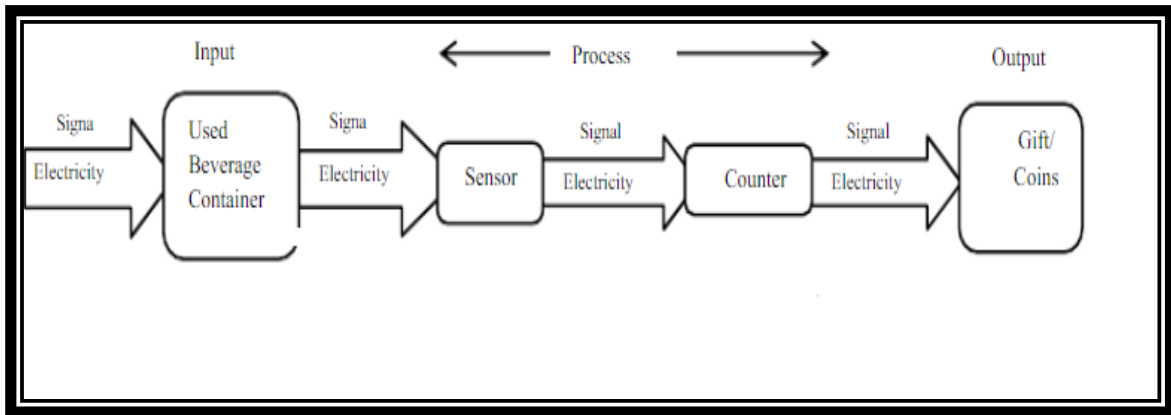 Input
Process
Output
Signa
Electricity
Used
Beverage
Container
Signa
Electricity
Sensor
Signal
Electricity
Counter
Signal
Electricity
Gift/
Coins